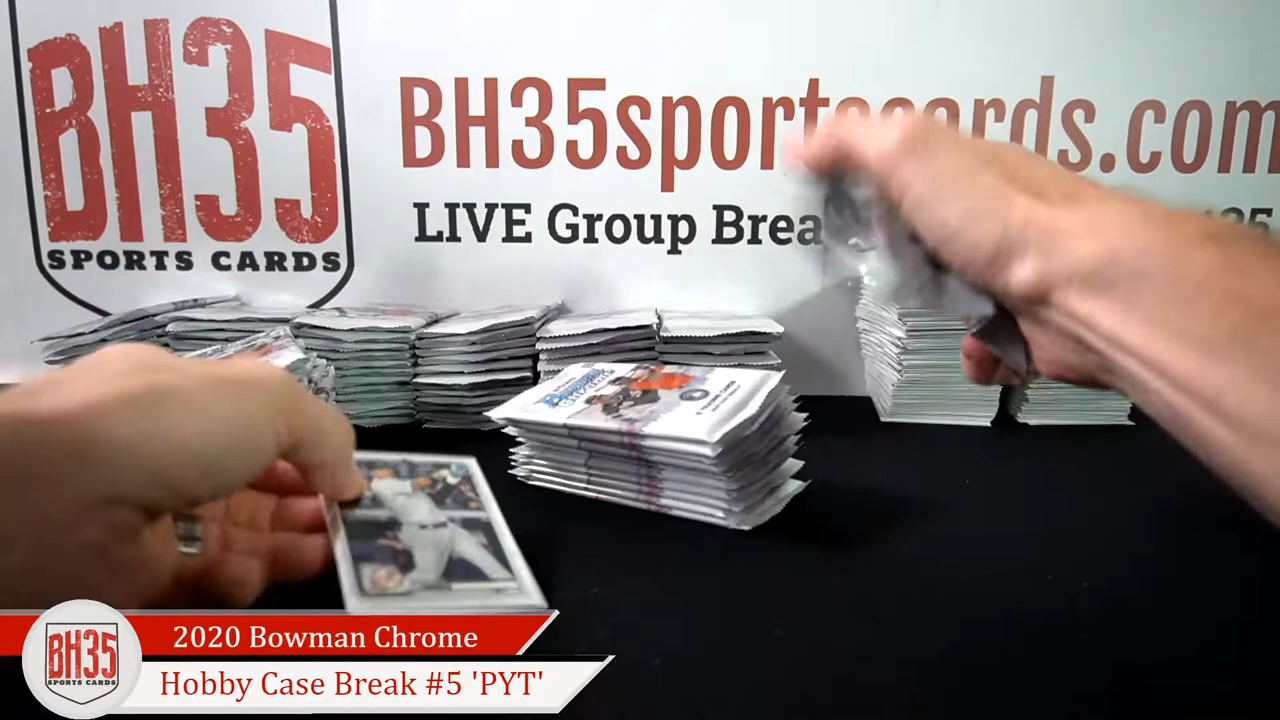 BH35
SPORTS CARDS
BH35sportscards.com
LIVE Group Brea
2020 Bowman Chrome
BH35
SPORTS CARDS
Hobby Case Break #5 'PYT'